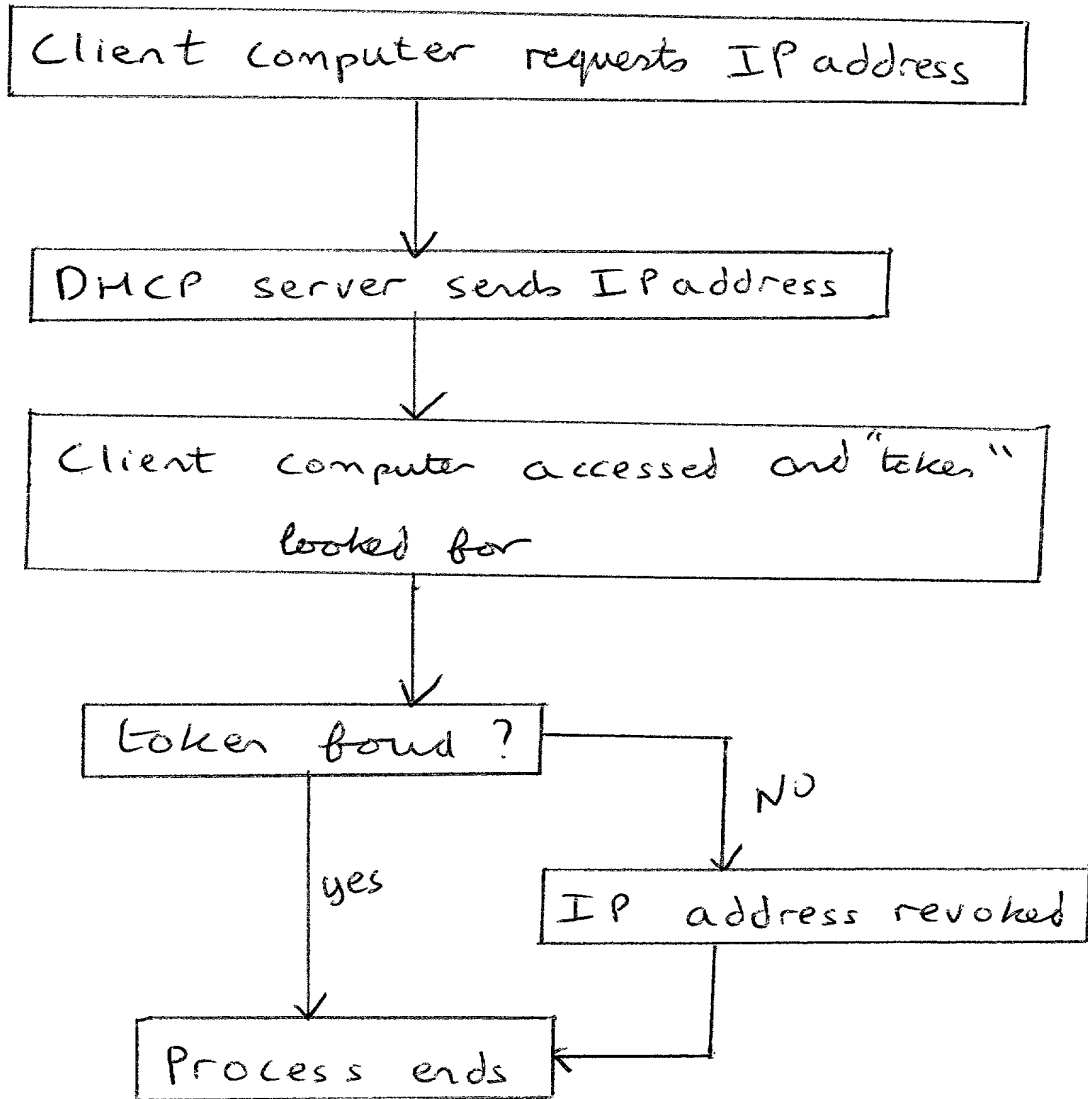 Client computer requests IP address
DHCP server sends IP address
Client computer accessed and "token"
looked for
token found ?
NO
yes
IP address revoked
Process ends